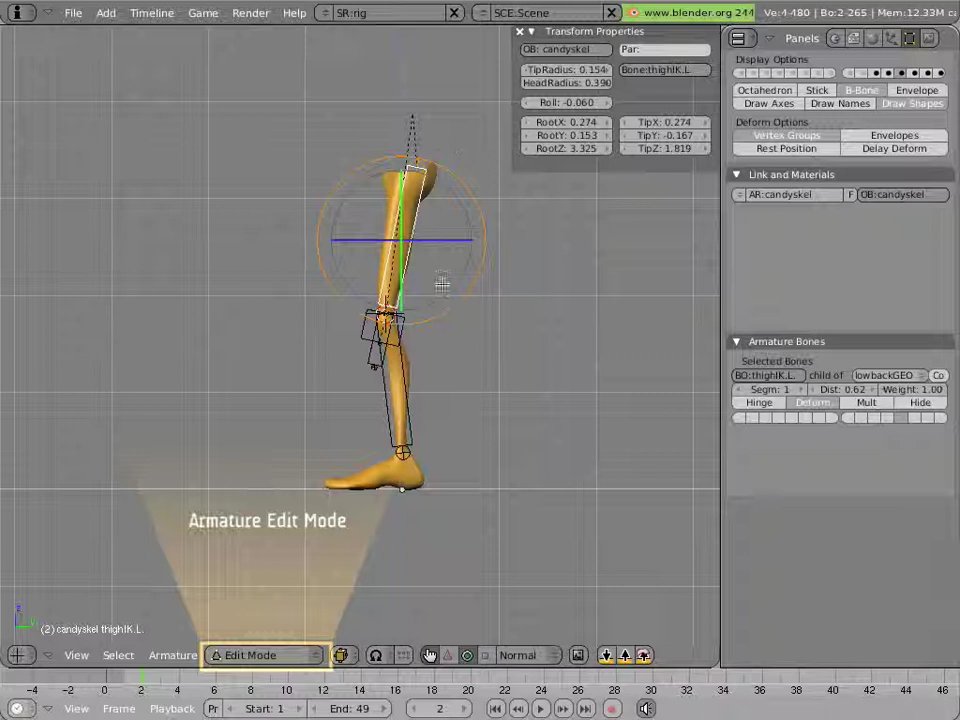 File Add Timeline Game Render Help SR:rig SCE:Scene www.blender.org 244 Ve:4-480 | Bo:2-265 | Mem:12.33M
Transform Properties
OB: candyskel Par:
TipRadius: 0.154 Bone:thighIK.L
HeadRadius: 0.390
Roll: -0.060
RootX: 0.274 TipX: 0.274
RootY: 0.153 TipY: -0.167
RootZ: 3.325 TipZ: 1.819
Panels
Display Options
Octahedron Stick B-Bone Envelope
Draw Axes Draw Names Draw Shapes
Deform Options
Vertex Groups Envelopes
Rest Position Delay Deform
Link and Materials
AR:candyskel F OB:candyskel
Armature Bones
Selected Bones
BO:thighIK.L. child of lowbackGEO Co
Segm: 1 Dist: 0.62 Weight: 1.00
Hinge Deform Mult Hide
Armature Edit Mode
(2) candyskel thighIK.L.
View Select Armature Edit Mode Normal
-4 -2 0 2 4 6 8 10 12 14 16 18 20 22 24 26 28 30 32 34 34 36 38 40 42 44 46
View Frame Playback Pr Start: 1 End: 49 2